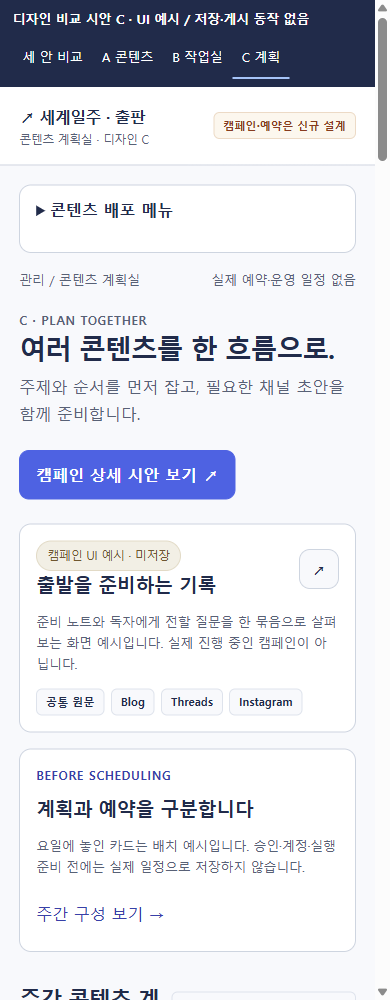 디자인 비교 시안 C · UI 예시 / 저장·게시 동작 없음
세 안 비교 A 콘텐츠 B 작업실 C 계획
↗ 세계일주 · 출판
콘텐츠 계획실 · 디자인 C
캠페인·예약은 신규 설계
▶ 콘텐츠 배포 메뉴
관리 / 콘텐츠 계획실 실제 예약·운영 일정 없음
C · PLAN TOGETHER
여러 콘텐츠를 한 흐름으로.
주제와 순서를 먼저 잡고, 필요한 채널 초안을
함께 준비합니다.
캠페인 상세 시안 보기 ↗
캠페인 UI 예시 · 미저장
출발을 준비하는 기록
↗
준비 노트와 독자에게 전할 질문을 한 묶음으로 살펴
보는 화면 예시입니다. 실제 진행 중인 캠페인이 아
닙니다.
공통 원문 Blog Threads Instagram
BEFORE SCHEDULING
계획과 예약을 구분합니다
요일에 놓인 카드는 배치 예시입니다. 승인·계정·실행
준비 전에는 실제 일정으로 저장하지 않습니다.
주간 구성 보기 →
주간 콘텐츠 계